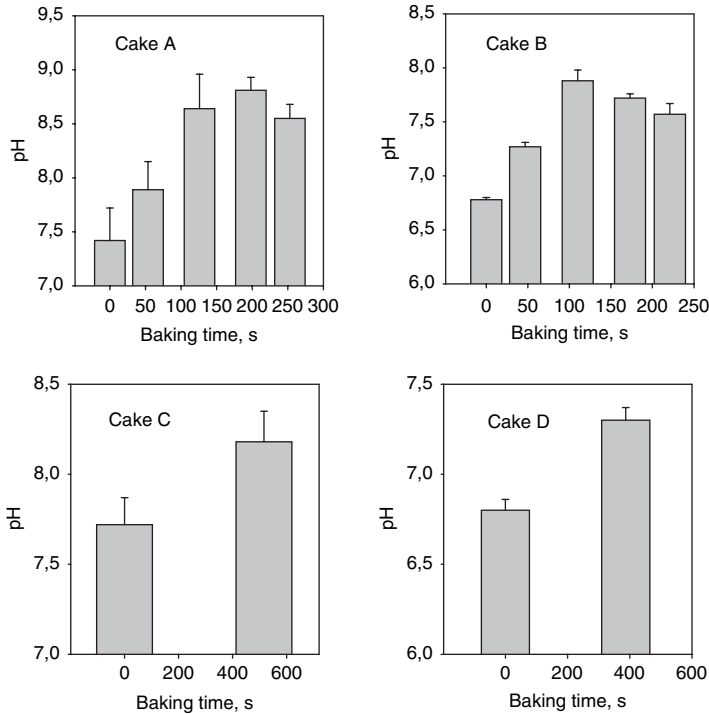 9,5
9,0
8,5
8,0
7,5
7,0
pH
Cake A
0 50 100 150 200 250 300
Baking time, s
8,5
8,0
7,5
7,0
6,5
6,0
pH
Cake B
0 50 100 150 200 250
Baking time, s
8,5
8,0
7,5
7,0
pH
Cake C
0 200 400 600
Baking time, s
7,5
7,0
6,5
6,0
pH
Cake D
0 200 400 600
Baking time, s